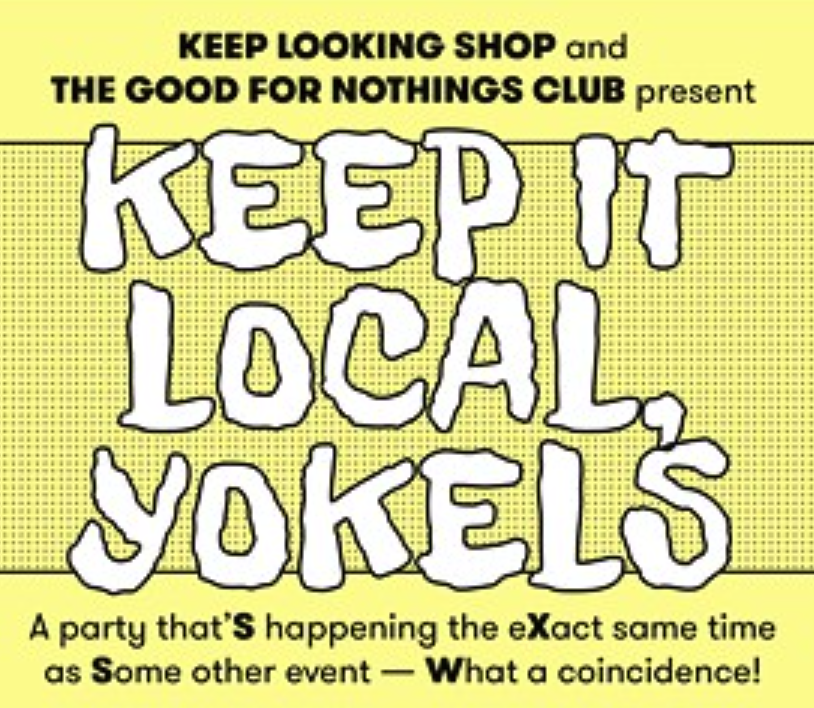 KEEP LOOKING SHOP and
THE GOOD FOR NOTHINGS CLUB present
KEEP IT
LOCAL,
YOKELS
A party that'S happening the eXact same time
as Some other event — What a coincidence!